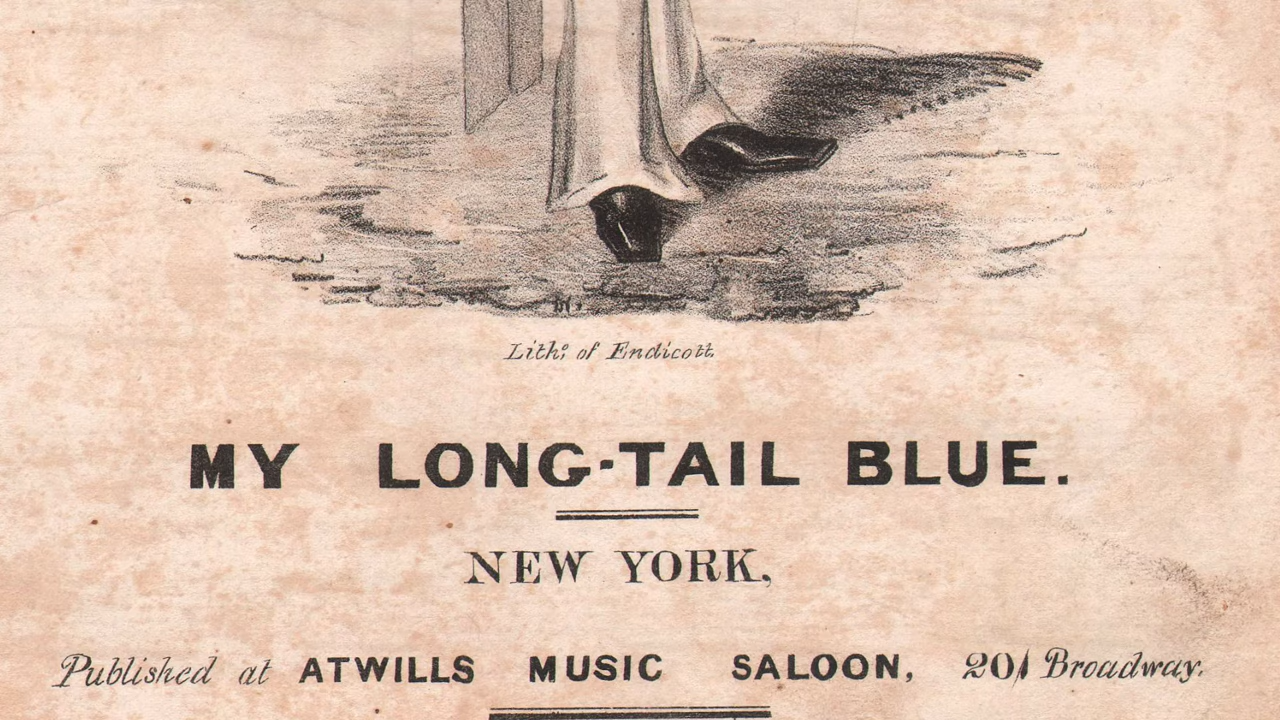 Lith: of Endicott.
MY LONG-TAIL BLUE.
NEW YORK,
Published at ATWILLS MUSIC SALOON, 201 Broadway.